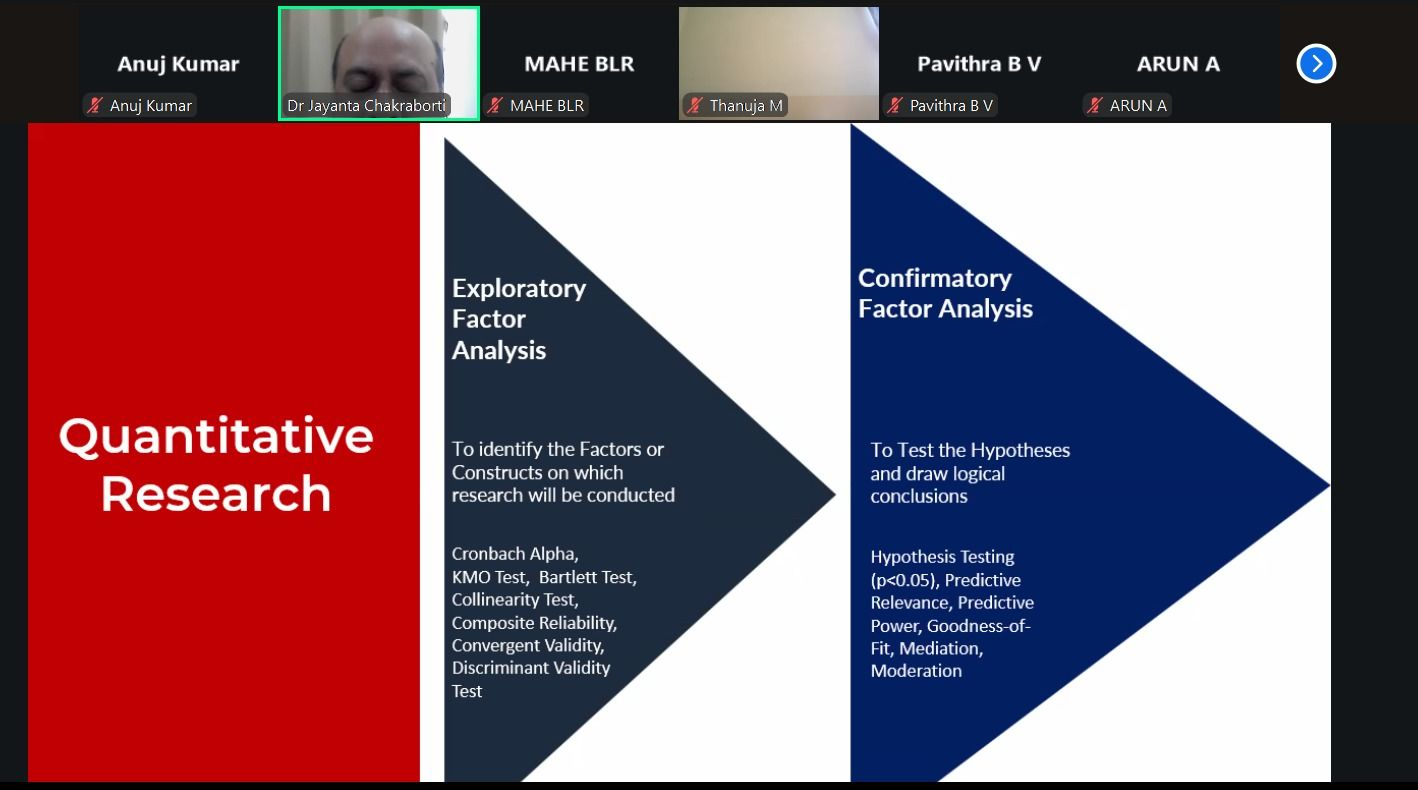 Anuj Kumar
MAHE BLR
Pavithra B V
ARUN A
Anuj Kumar
Dr Jayanta Chakraborti
MAHE BLR
Thanuja M
Pavithra B V
ARUN A
Quantitative
Research
Exploratory
Factor
Analysis
To identify the Factors or
Constructs on which
research will be conducted
Cronbach Alpha,
KMO Test,  Bartlett Test,
Collinearity Test,
Composite Reliability,
Convergent Validity,
Discriminant Validity
Test
Confirmatory
Factor Analysis
To Test the Hypotheses
and draw logical
conclusions
Hypothesis Testing
(p<0.05), Predictive
Relevance, Predictive
Power, Goodness-of-
Fit, Mediation,
Moderation